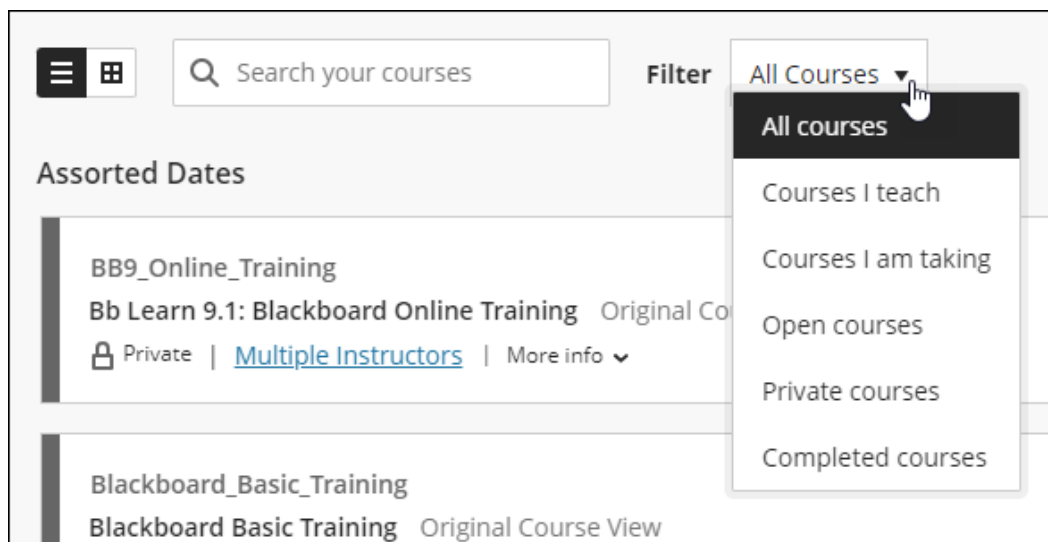 Search your courses
Filter
All Courses
All courses
Courses I teach
Courses I am taking
Open courses
Private courses
Completed courses
Assorted Dates
BB9_Online_Training
Bb Learn 9.1: Blackboard Online Training Original
Private | Multiple Instructors | More info
Blackboard_Basic_Training
Blackboard Basic Training Original Course View